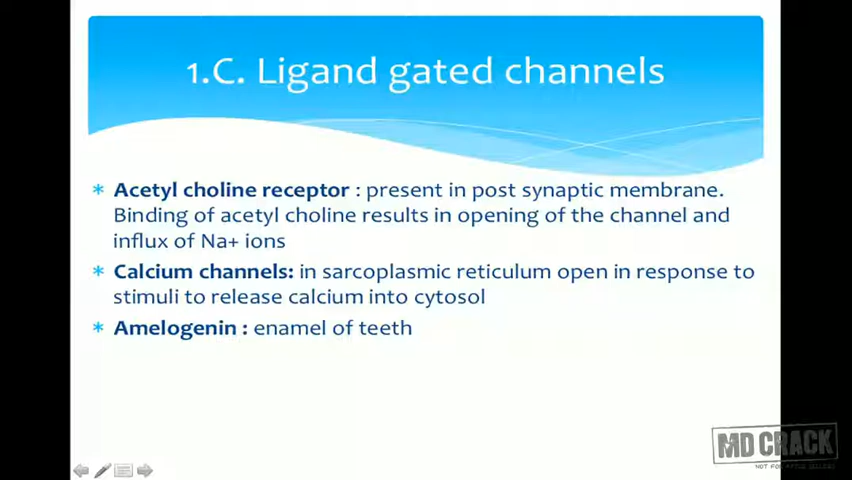 1.C. Ligand gated channels
* Acetyl choline receptor : present in post synaptic membrane.
Binding of acetyl choline results in opening of the channel and
influx of Na+ ions
* Calcium channels: in sarcoplasmic reticulum open in response to
stimuli to release calcium into cytosol
* Amelogenin : enamel of teeth
MD CRACK